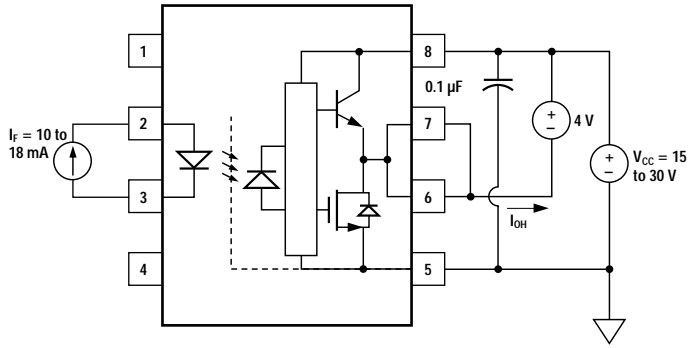 1
8
0.1 µF
I_F = 10 to
18 mA
2
7
+
−
4 V
+
−
V_CC = 15
to 30 V
3
6
I_OH
4
5